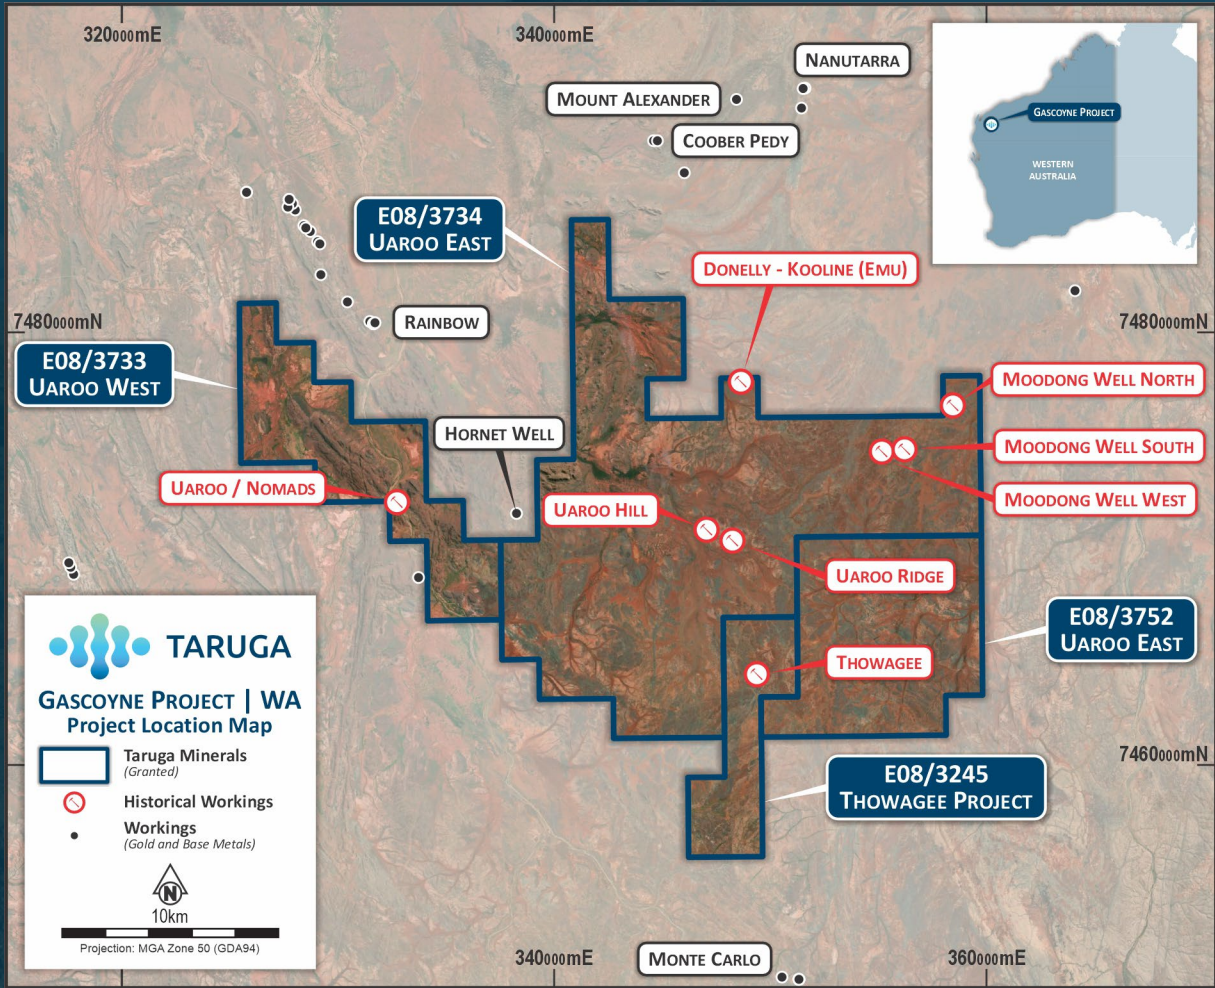 320000mE
340000mE
NANUTARRA
MOUNT ALEXANDER
COOBER PEDY
GASCOYNE PROJECT
WESTERN
AUSTRALIA
E08/3734
UAROO EAST
DONELLY - KOOLINE (EMU)
7480000mN
RAINBOW
7480000mN
E08/3733
UAROO WEST
MOODONG WELL NORTH
HORNET WELL
MOODONG WELL SOUTH
UAROO / NOMADS
MOODONG WELL WEST
UAROO HILL
UAROO RIDGE
E08/3752
UAROO EAST
THOWAGEE
TARUGA
GASCOYNE PROJECT | WA
Project Location Map
Taruga Minerals
(Granted)
Historical Workings
Workings
(Gold and Base Metals)
N
10km
Projection: MGA Zone 50 (GDA94)
7460000mN
E08/3245
THOWAGEE PROJECT
340000mE
MONTE CARLO
360000mE